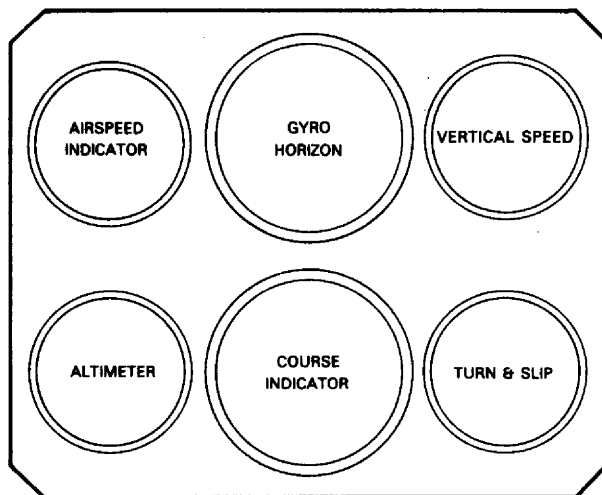 AIRSPEED
INDICATOR
GYRO
HORIZON
VERTICAL SPEED
ALTIMETER
COURSE
INDICATOR
TURN & SLIP